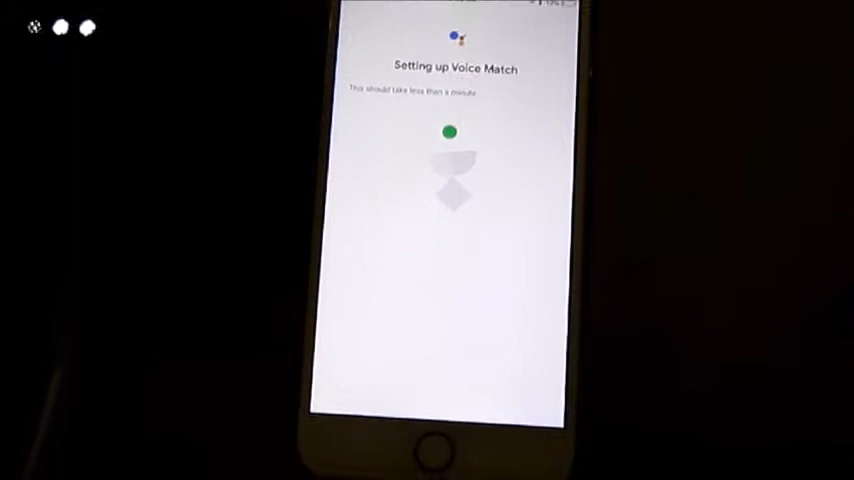 Setting up Voice Match
This should take less than a minute